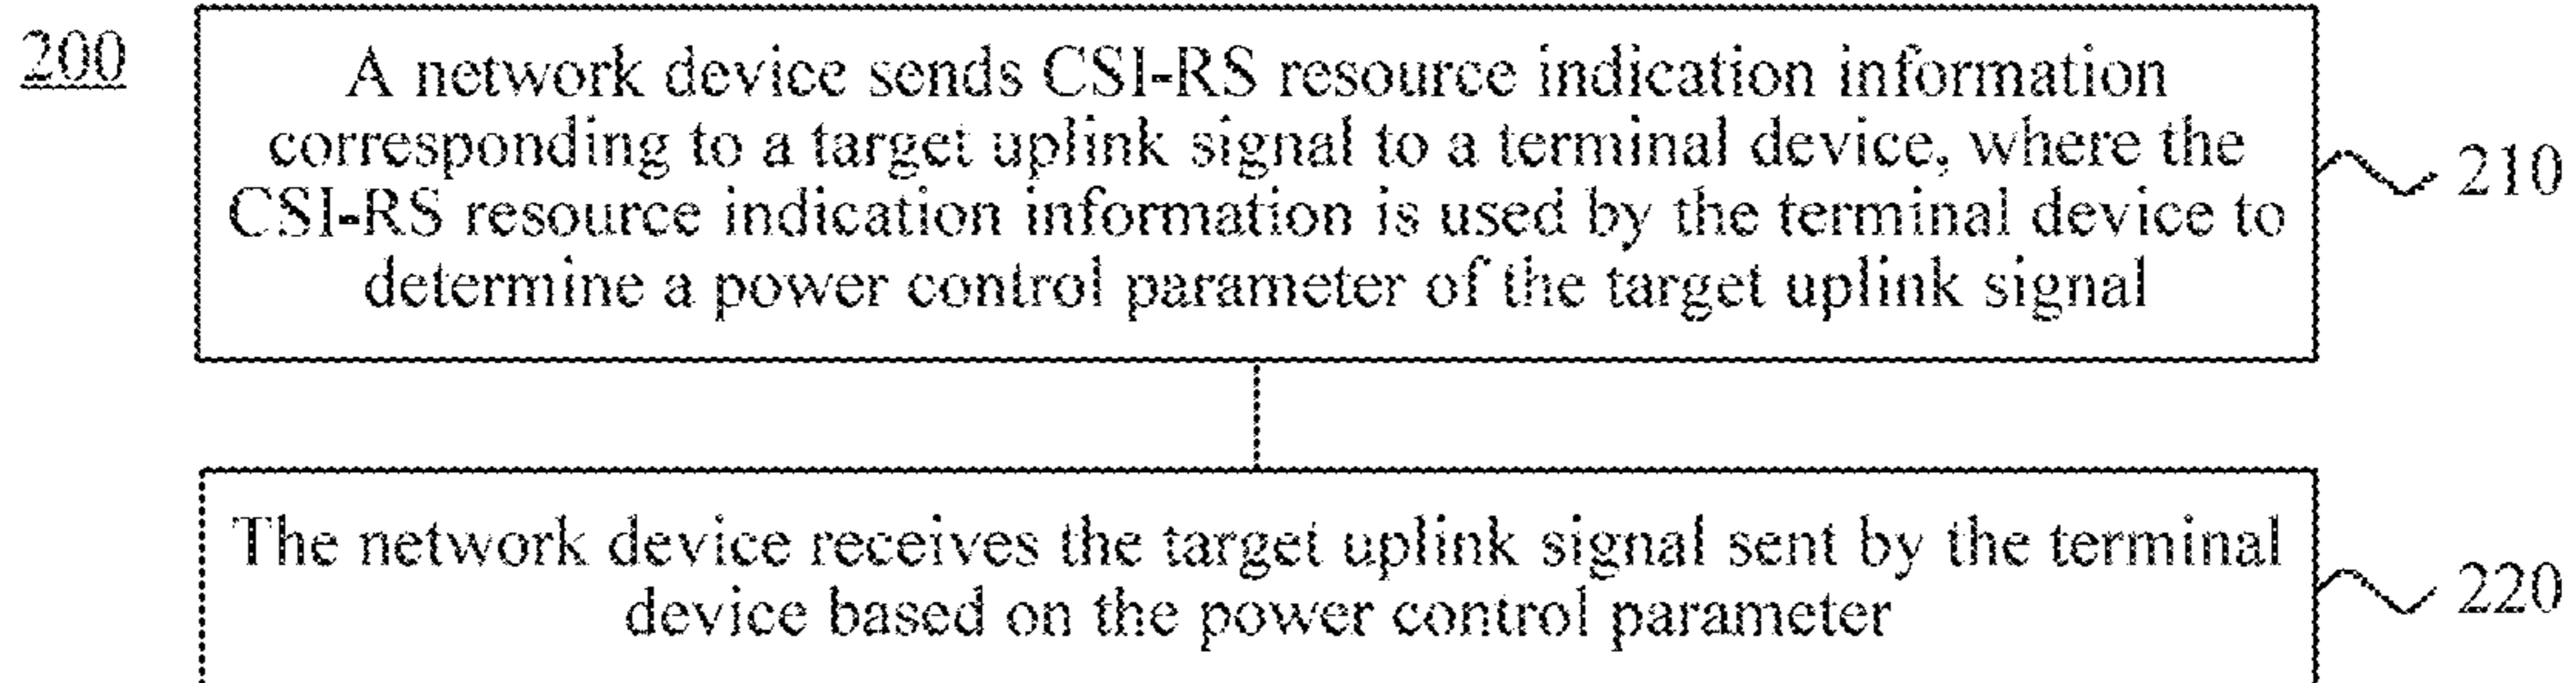 200
A network device sends CSI-RS resource indication information
corresponding to a target uplink signal to a terminal device, where the
CSI-RS resource indication information is used by the terminal device to
determine a power control parameter of the target uplink signal
210
The network device receives the target uplink signal sent by the terminal
device based on the power control parameter
220